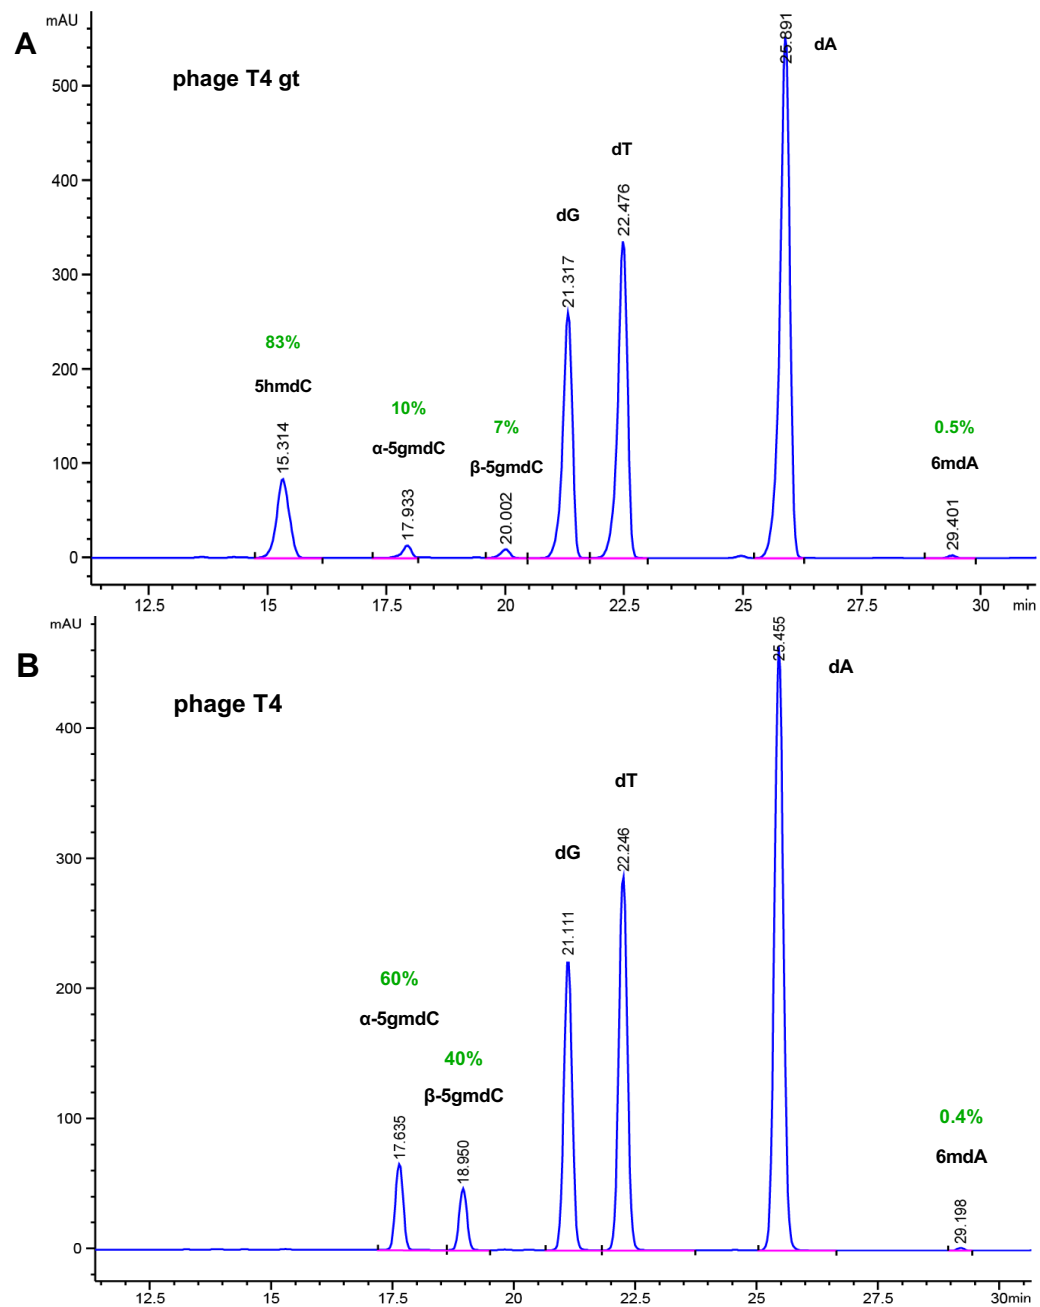 mAU
A
phage T4 gt
25.891
dA
500
400
dT
22.476
dG
21.317
300
83%
5hmdC
15.314
200
10%
α-5gmdC
17.933
7%
β-5gmdC
20.002
0.5%
6mdA
29.401
100
0
12.5 15 17.5 20 22.5 25 27.5 30 min
mAU
B
phage T4
25.455
dA
400
dT
22.246
dG
21.111
300
60%
α-5gmdC
17.635
200
40%
β-5gmdC
18.950
0.4%
6mdA
29.198
100
0
12.5 15 17.5 20 22.5 25 27.5 30min